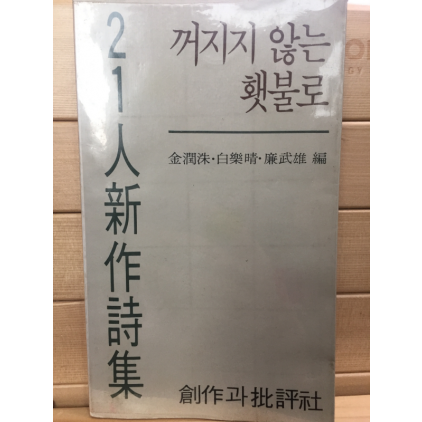 21人新作詩集
꺼지지 않는
횃불로
金潤洙·白樂晴·廉武雄 編
創作과批評社